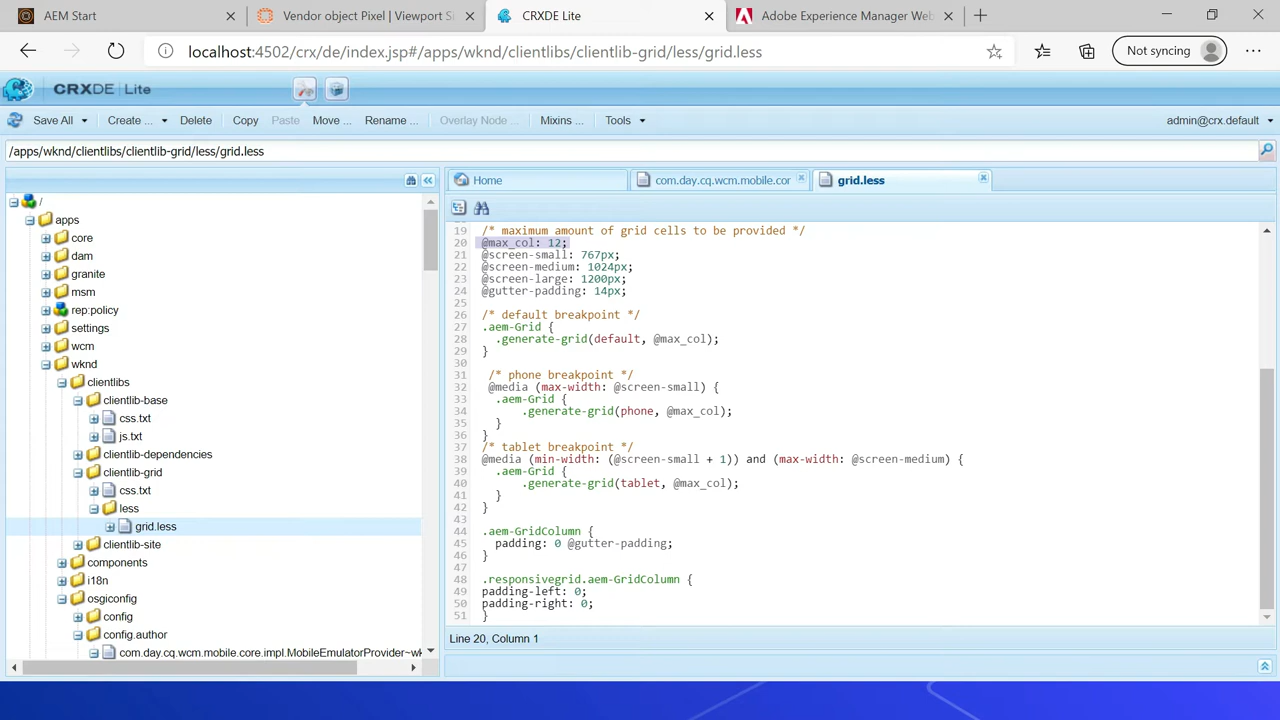 AEM Start
Vendor object Pixel | Viewport Si
CRXDE Lite
Adobe Experience Manager Web
localhost:4502/crx/de/index.jsp#/apps/wknd/clientlibs/clientlib-grid/less/grid.less
Not syncing
CRXDE | Lite
Save All
Create ...
Delete
Copy
Paste
Move ...
Rename ...
Overlay Node ...
Mixins ...
Tools
admin@crx.default
/apps/wknd/clientlibs/clientlib-grid/less/grid.less
/
apps
core
dam
granite
msm
rep:policy
settings
wcm
wknd
clientlibs
clientlib-base
css.txt
js.txt
clientlib-dependencies
clientlib-grid
css.txt
less
grid.less
clientlib-site
components
i18n
osgiconfig
config
config.author
com.day.cq.wcm.mobile.core.impl.MobileEmulatorProvider~wk
Home
com.day.cq.wcm.mobile.cor
grid.less
19 /* maximum amount of grid cells to be provided */
20 @max_col: 12;
21 @screen-small: 767px;
22 @screen-medium: 1024px;
23 @screen-large: 1200px;
24 @gutter-padding: 14px;
25
26 /* default breakpoint */
27 .aem-Grid {
28 .generate-grid(default, @max_col);
29 }
30
31 /* phone breakpoint */
32 @media (max-width: @screen-small) {
33 .aem-Grid {
34 .generate-grid(phone, @max_col);
35 }
36 }
37 /* tablet breakpoint */
38 @media (min-width: (@screen-small + 1)) and (max-width: @screen-medium) {
39 .aem-Grid {
40 .generate-grid(tablet, @max_col);
41 }
42 }
43
44 .aem-GridColumn {
45 padding: 0 @gutter-padding;
46 }
47
48 .responsivegrid.aem-GridColumn {
49 padding-left: 0;
50 padding-right: 0;
51 }
Line 20, Column 1